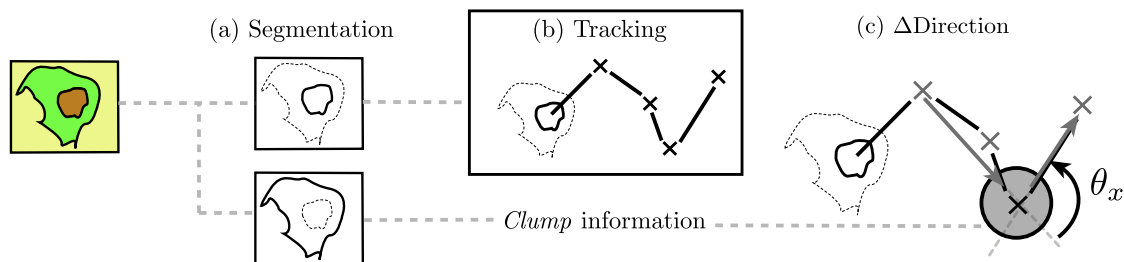 (a) Segmentation
(b) Tracking
(c) ΔDirection
θx
Clump information